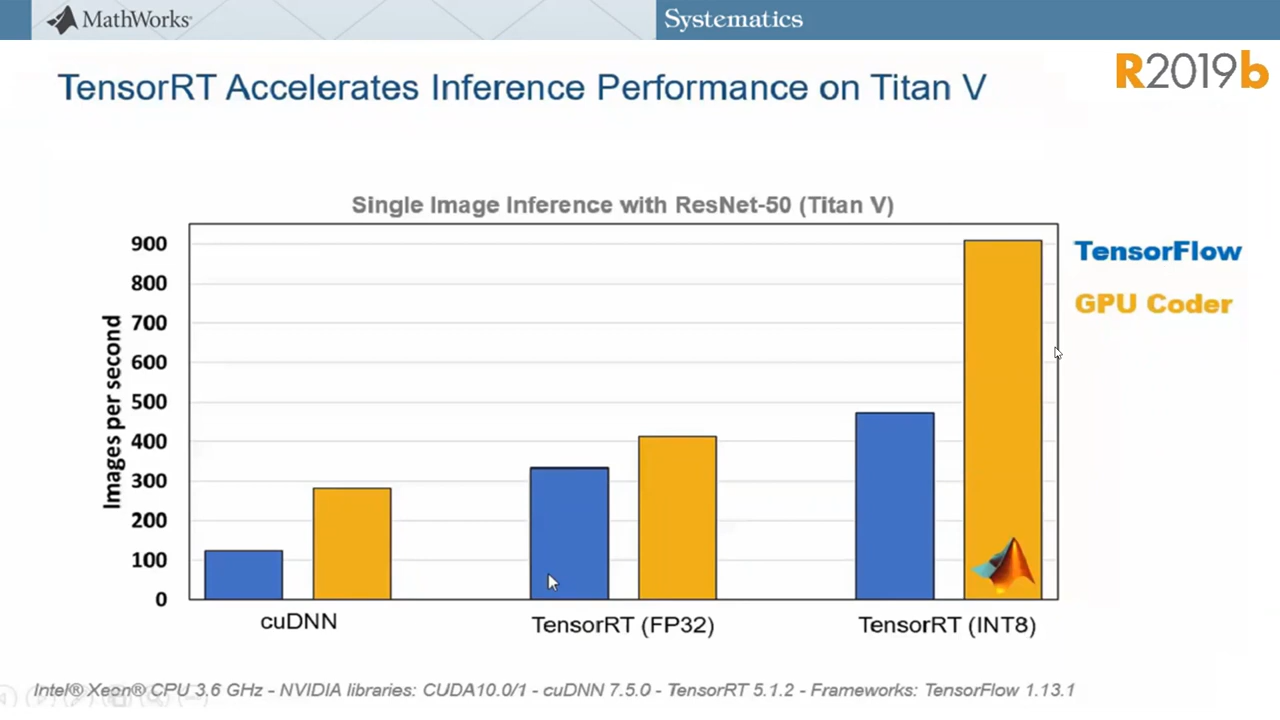 MathWorks®
Systematics
TensorRT Accelerates Inference Performance on Titan V
R2019b
Single Image Inference with ResNet-50 (Titan V)
Images per second
900
800
700
600
500
400
300
200
100
0
TensorFlow
GPU Coder
cuDNN
TensorRT (FP32)
TensorRT (INT8)
Intel® Xeon® CPU 3.6 GHz - NVIDIA libraries: CUDA10.0/1 - cuDNN 7.5.0 - TensorRT 5.1.2 - Frameworks: TensorFlow 1.13.1